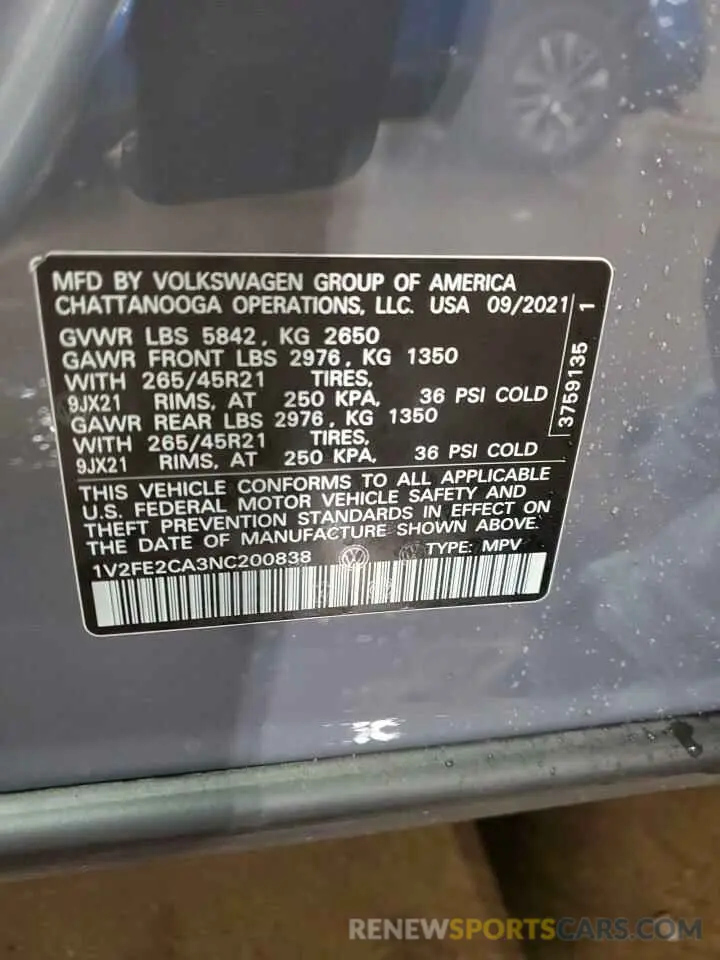 MFD BY VOLKSWAGEN GROUP OF AMERICA
CHATTANOOGA OPERATIONS, LLC. USA 09/2021
GVWR LBS 5842, KG 2650
GAWR FRONT LBS 2976, KG 1350
WITH 265/45R21 TIRES,
9JX21 RIMS, AT 250 KPA, 36 PSI COLD
GAWR REAR LBS 2976, KG 1350
WITH 265/45R21 TIRES,
9JX21 RIMS, AT 250 KPA, 36 PSI COLD
3759135 1
THIS VEHICLE CONFORMS TO ALL APPLICABLE
U.S. FEDERAL MOTOR VEHICLE SAFETY AND
THEFT PREVENTION STANDARDS IN EFFECT ON
THE DATE OF MANUFACTURE SHOWN ABOVE.
1V2FE2CA3NC200838 TYPE: MPV
RENEWSPORTSCARS.COM